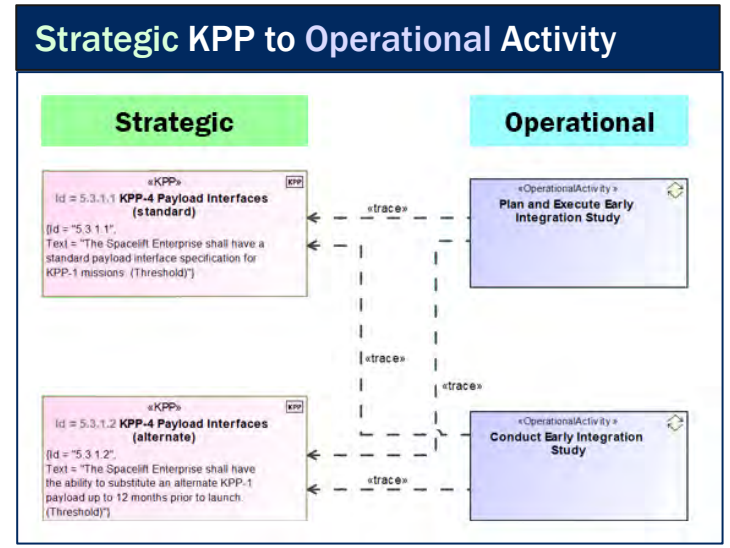 Strategic KPP to Operational Activity
Strategic
Operational
«KPP»
KPP
Id = 5.3.1.1 KPP-4 Payload Interfaces
(standard)
{Id = "5.3.1.1",
Text = "The Spacelift Enterprise shall have a
standard payload interface specification for
KPP-1 missions (Threshold)"}
«trace»
«OperationalActivity»
Plan and Execute Early
Integration Study
«trace»
«trace»
«KPP»
KPP
Id = 5.3.1.2 KPP-4 Payload Interfaces
(alternate)
{Id = "5.3.1.2",
Text = "The Spacelift Enterprise shall have
the ability to substitute an alternate KPP-1
payload up to 12 months prior to launch
(Threshold)"}
«trace»
«OperationalActivity»
Conduct Early Integration
Study